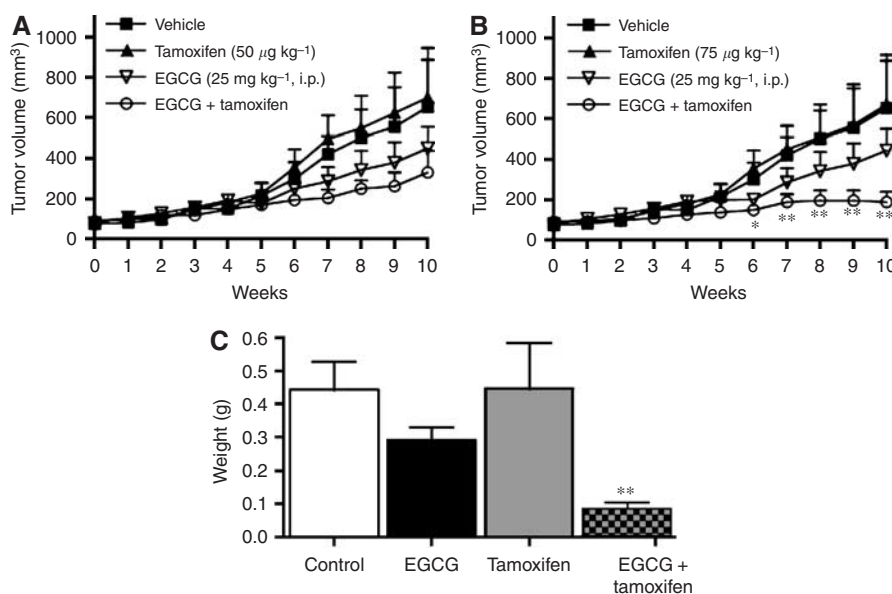 A
Vehicle
Tamoxifen (50 μg kg⁻¹)
EGCG (25 mg kg⁻¹, i.p.)
EGCG + tamoxifen
Tumor volume (mm³)
1000
800
600
400
200
0
0 1 2 3 4 5 6 7 8 9 10
Weeks
B
Vehicle
Tamoxifen (75 μg kg⁻¹)
EGCG (25 mg kg⁻¹, i.p.)
EGCG + tamoxifen
Tumor volume (mm³)
1000
800
600
400
200
0
* ** ** ** **
0 1 2 3 4 5 6 7 8 9 10
Weeks
C
Weight (g)
0.6
0.5
0.4
0.3
0.2
0.1
0.0
**
Control EGCG Tamoxifen EGCG +
tamoxifen